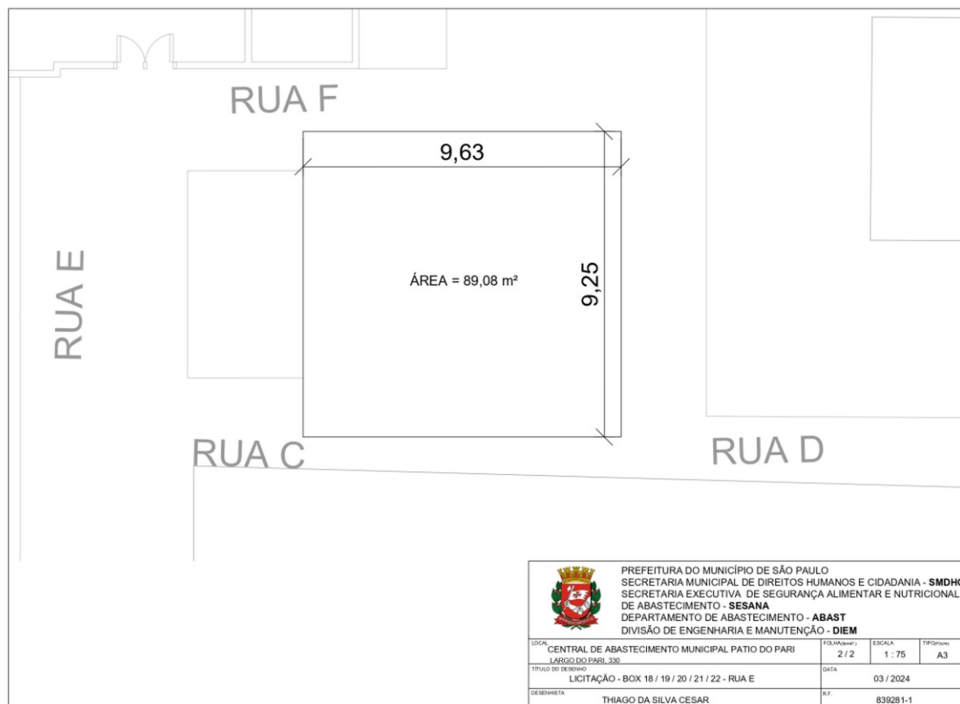 RUA F
9,63
ÁREA = 89,08 m²
9,25
RUA E
RUA C
RUA D
PREFEITURA DO MUNICÍPIO DE SÃO PAULO
SECRETARIA MUNICIPAL DE DIREITOS HUMANOS E CIDADANIA - SMDHC
SECRETARIA EXECUTIVA DE SEGURANÇA ALIMENTAR E NUTRICIONAL
DE ABASTECIMENTO - SESANA
DEPARTAMENTO DE ABASTECIMENTO - ABAST
DIVISÃO DE ENGENHARIA E MANUTENÇÃO - DIEM
LOCAL
CENTRAL DE ABASTECIMENTO MUNICIPAL PATIO DO PARI
LARGO DO PARI, 330
FOLHA
2 / 2
ESCALA
1 : 75
TIPO
A3
TÍTULO DO DESENHO
LICITAÇÃO - BOX 18 / 19 / 20 / 21 / 22 - RUA E
DATA
03 / 2024
DESENHISTA
THIAGO DA SILVA CESAR
R.F.
839281-1